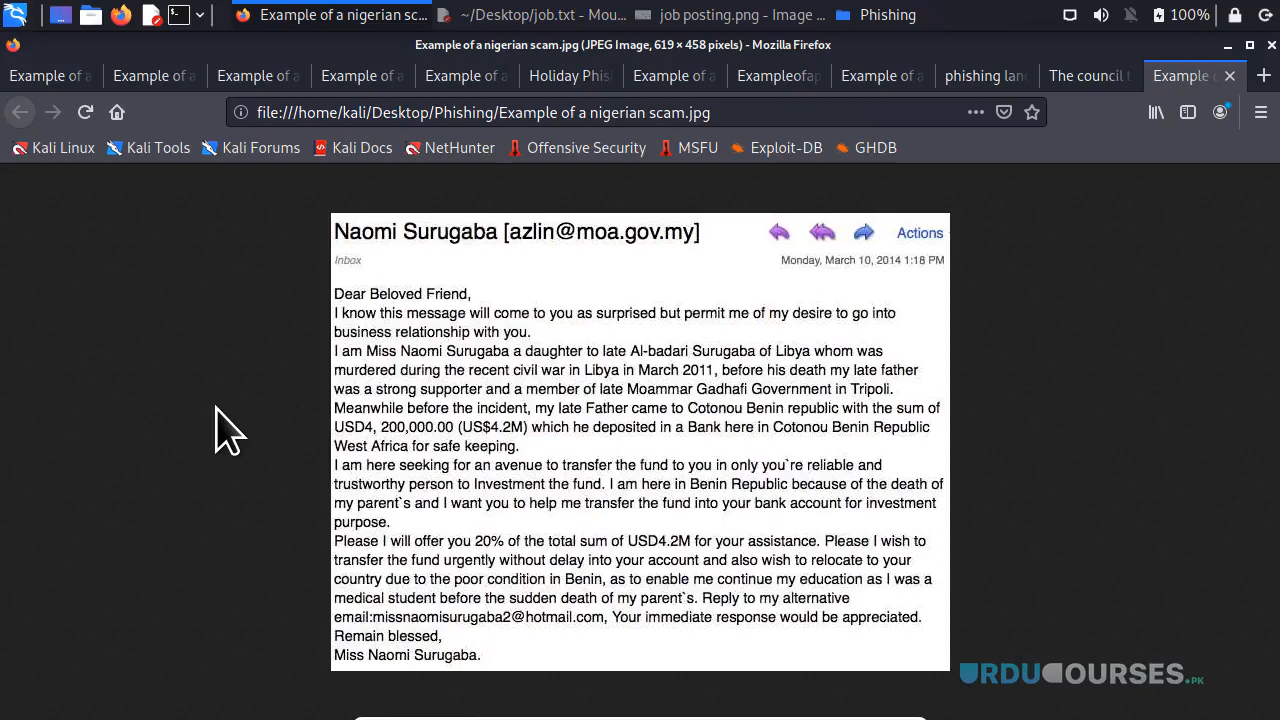 Example of a nigerian sc...
~/Desktop/job.txt - Mou...
job posting.png - Image ...
Phishing
100%
Example of a nigerian scam.jpg (JPEG Image, 619 × 458 pixels) - Mozilla Firefox
Example of a
Example of a
Example of a
Example of a
Example of a
Holiday Phis
Example of a
Exampleofap
Example of a
phishing lan
The council f
Example o
file:///home/kali/Desktop/Phishing/Example of a nigerian scam.jpg
Kali Linux
Kali Tools
Kali Forums
Kali Docs
NetHunter
Offensive Security
MSFU
Exploit-DB
GHDB
Naomi Surugaba [azlin@moa.gov.my]
Actions
Inbox
Monday, March 10, 2014 1:18 PM
Dear Beloved Friend,
I know this message will come to you as surprised but permit me of my desire to go into
business relationship with you.
I am Miss Naomi Surugaba a daughter to late Al-badari Surugaba of Libya whom was
murdered during the recent civil war in Libya in March 2011, before his death my late father
was a strong supporter and a member of late Moammar Gadhafi Government in Tripoli.
Meanwhile before the incident, my late Father came to Cotonou Benin republic with the sum of
USD4, 200,000.00 (US$4.2M) which he deposited in a Bank here in Cotonou Benin Republic
West Africa for safe keeping.
I am here seeking for an avenue to transfer the fund to you in only you`re reliable and
trustworthy person to Investment the fund. I am here in Benin Republic because of the death of
my parent`s and I want you to help me transfer the fund into your bank account for investment
purpose.
Please I will offer you 20% of the total sum of USD4.2M for your assistance. Please I wish to
transfer the fund urgently without delay into your account and also wish to relocate to your
country due to the poor condition in Benin, as to enable me continue my education as I was a
medical student before the sudden death of my parent`s. Reply to my alternative
email:missnaomisurugaba2@hotmail.com, Your immediate response would be appreciated.
Remain blessed,
Miss Naomi Surugaba.
URDUCOURSES.PK